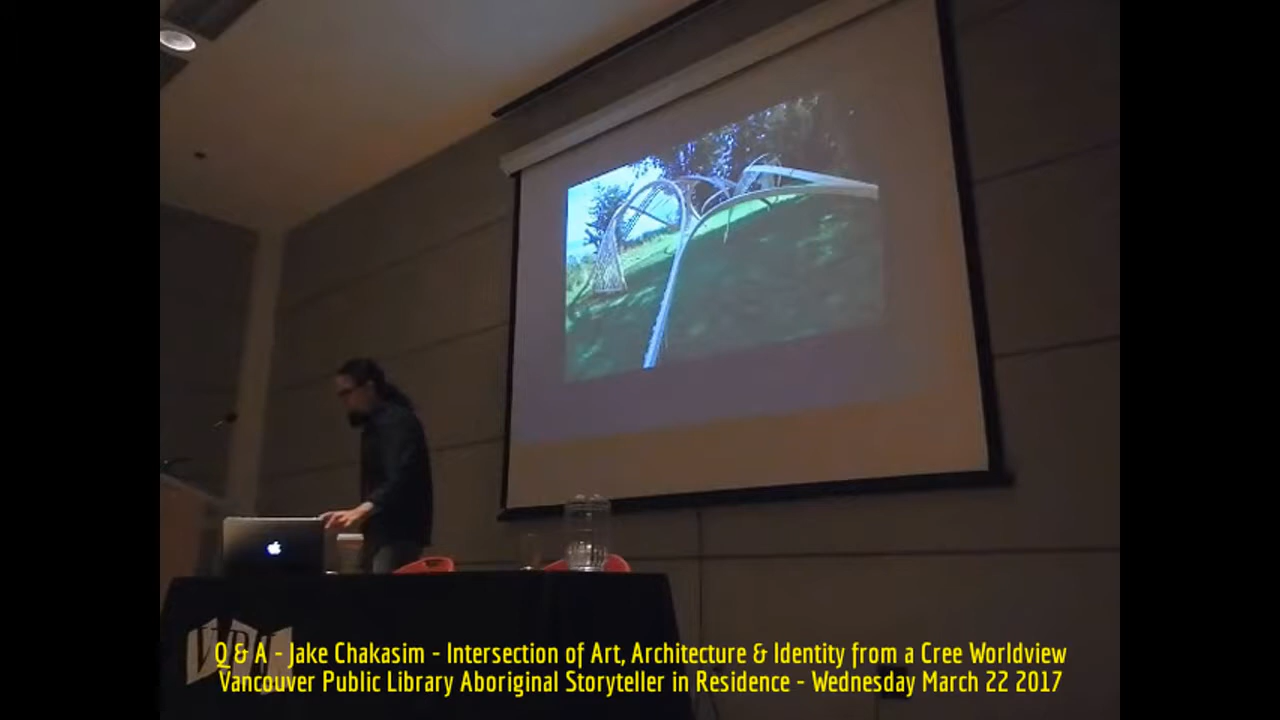 VPL
Q & A - Jake Chakasim - Intersection of Art, Architecture & Identity from a Cree Worldview
Vancouver Public Library Aboriginal Storyteller in Residence - Wednesday March 22 2017